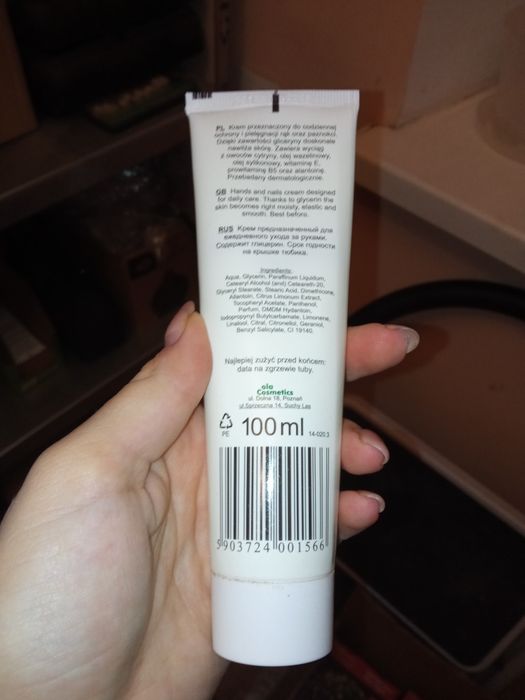 PL Krem przeznaczony do codziennej
ochrony i pielęgnacji rąk oraz paznokci.
Dzięki zawartości gliceryny doskonale
nawilża skórę. Zawiera wyciąg
z owoców cytryny, olej wazelinowy,
olej sylikonowy, witaminę E,
prowitaminę B5 oraz alantoinę.
Przebadany dermatologicznie.
GB Hands and nails cream designed
for daily care. Thanks to glycerin the
skin becomes right moisty, elastic and
smooth. Best before.
RUS Крем предназначенный для
ежедневного ухода за руками.
Содержит глицерин. Срок годности
на крышке тюбика.
Ingredients:
Aqua, Glycerin, Paraffinum Liquidum,
Cetearyl Alcohol (and) Ceteareth-20,
Glyceryl Stearate, Stearic Acid, Dimethicone,
Allantoin, Citrus Limonum Extract,
Tocopheryl Acetate, Panthenol,
Parfum, DMDM Hydantoin,
Iodopropynyl Butylcarbamate, Limonene,
Linalool, Citral, Citronellol, Geraniol,
Benzyl Salicylate, CI 19140.
Najlepiej zużyć przed końcem:
data na zgrzewie tuby.
ola
Cosmetics
ul. Dolna 18, Poznań
ul. Sprzeczna 14, Suchy Las
PE 100 ml 14-020.3
5 903724 001566